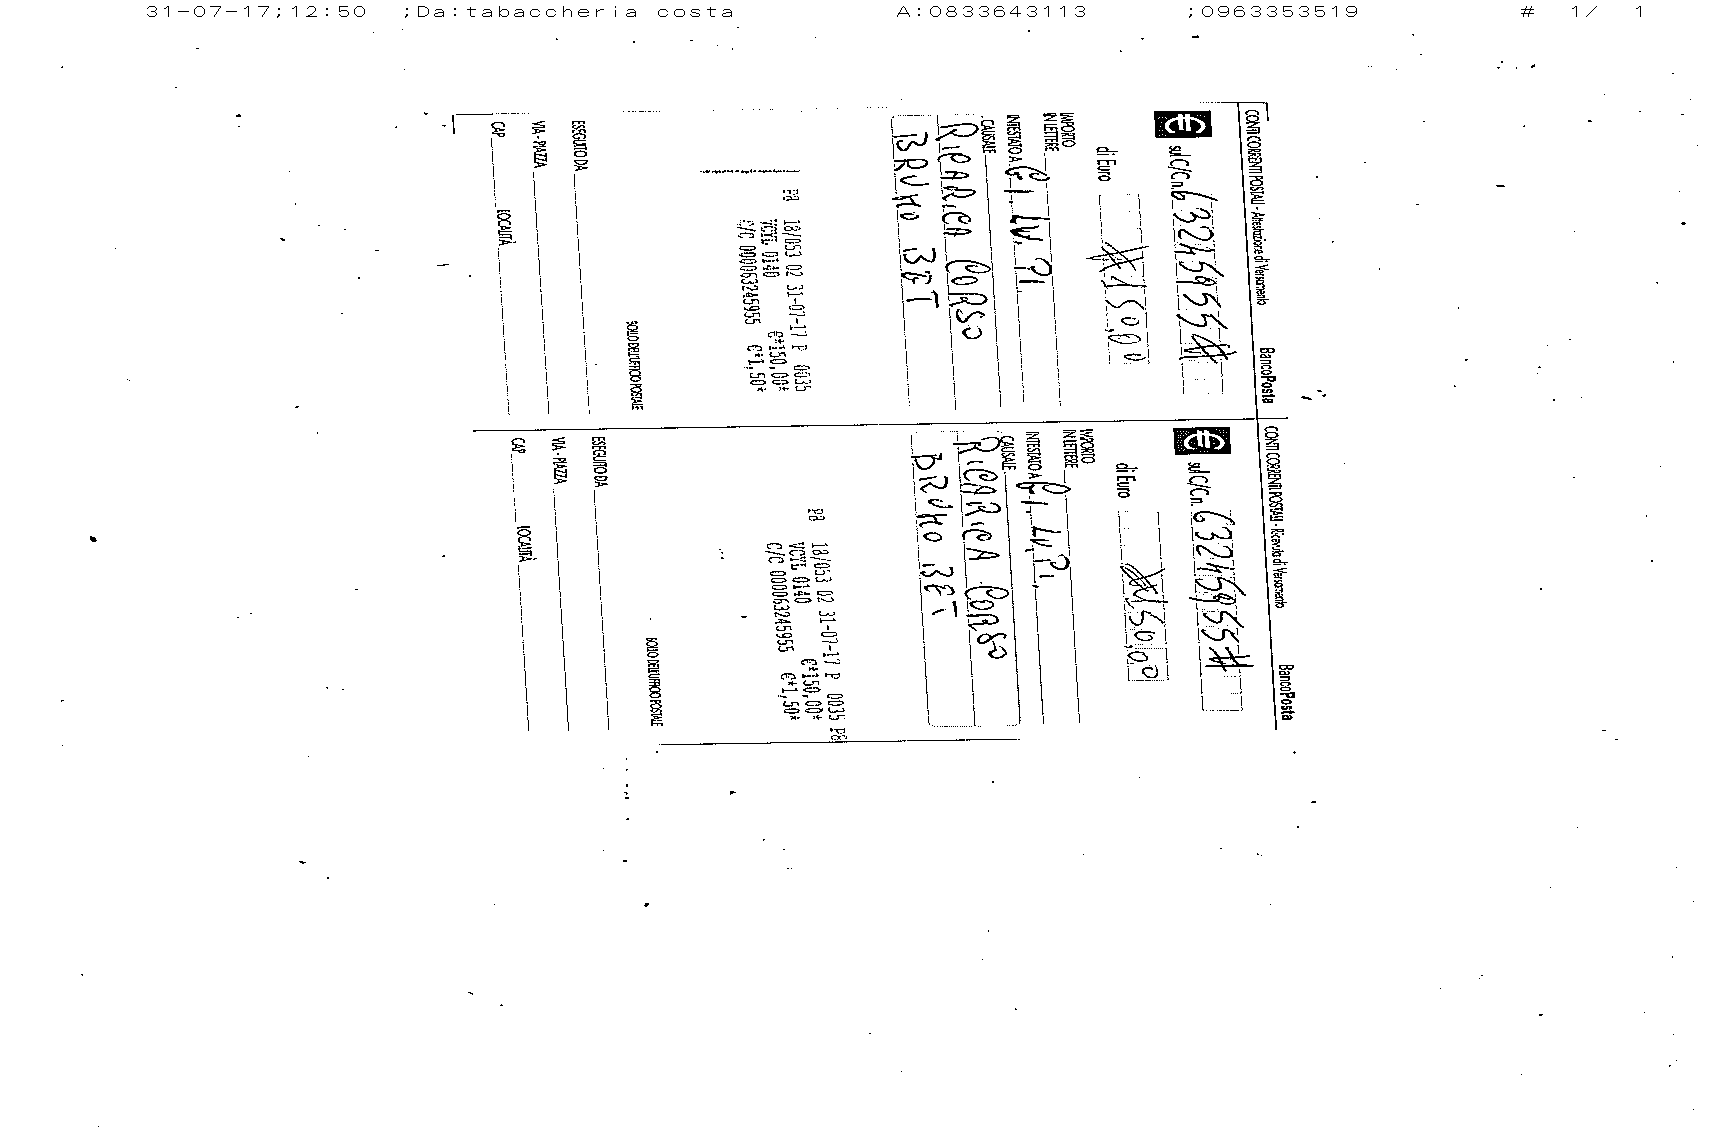 31-07-17;12:50 ;Da:tabaccheria costa A:0833643113 ;0963353519 # 1/ 1
CONTI CORRENTI POSTALI - Attestazione di Versamento BancoPosta
€ sul C/C n. 63245955#
di Euro #150,00
IMPORTO
IN LETTERE
INTESTATO A GI. LU. PI.
CAUSALE
RICARICA CORSO
BRUNO BET
P8 18/053 02 31-07-17 P 0035
VCYL 0140 €*150,00*
C/C 000063245955 €*1,50*
BOLLO DELL'UFFICIO POSTALE
ESEGUITO DA
VIA - PIAZZA
CAP LOCALITÀ
CONTI CORRENTI POSTALI - Ricevuta di Versamento BancoPosta
€ sul C/C n. 63245955#
di Euro #150,00
IMPORTO
IN LETTERE
INTESTATO A GI. LU. PI.
CAUSALE
RICARICA CORSO
BRUNO BET
P8 18/053 02 31-07-17 P 0035 P8
VCYL 0140 €*150,00*
C/C 000063245955 €*1,50*
BOLLO DELL'UFFICIO POSTALE
ESEGUITO DA
VIA - PIAZZA
CAP LOCALITÀ